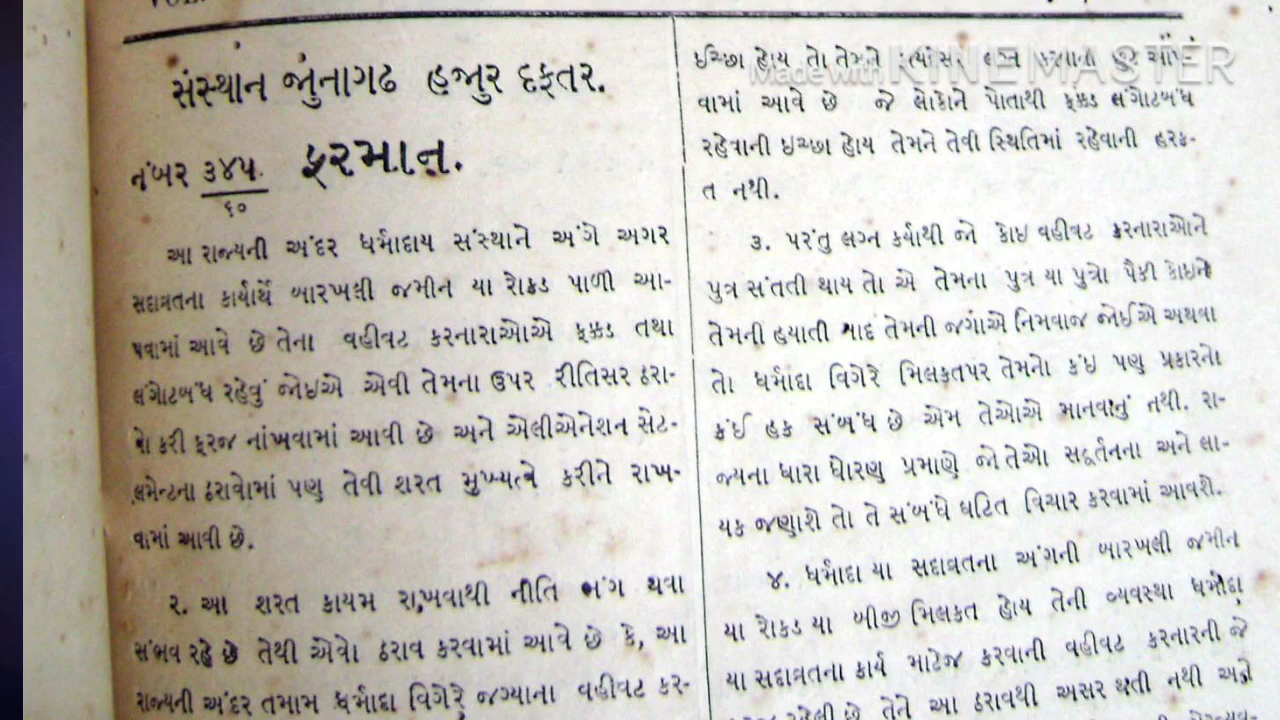 સંસ્થાન જુંનાગઢ હજુર દફતર.
ફરમાન.
નંબર ૩૪૫
૬૦
આ રાજ્યની અંદર ધર્માદાય સંસ્થાને અંગે અગર
સદાવ્રતના કાર્યાર્થે બારખલી જમીન યા રોકડ પાળી આ-
પવામાં આવે છે તેના વહીવટ કરનારાઓએ ફક્કડ તથા
લંગોટબંધ રહેવું જોઇએ એવી તેમના ઉપર રીતિસર ઠરા-
વો કરી ફરજ નાંખવામાં આવી છે અને એલીએનેશન સેટ-
લમેન્ટના ઠરાવોમાં પણ તેવી શરત મુખ્યત્વે કરીને રાખ-
વામાં આવી છે.
૨. આ શરત કાયમ રાખવાથી નીતિ ભંગ થવા
સંભવ રહે છે તેથી એવો ઠરાવ કરવામાં આવે છે કે, આ
રાજ્યની અંદર તમામ ધર્માદા વિગેરે જગ્યાના વહીવટ કર-
ઈચ્છા હોય તો તેમને
વામાં આવે છે જે લોકોને પોતાથી ફક્કડ લંગોટબંધ
રહેવાની ઇચ્છા હોય તેમને તેવી સ્થિતિમાં રહેવાની હરક-
ત નથી.
૩. પરંતુ લગ્ન કર્યાથી જો કોઇ વહીવટ કરનારાઓને
પુત્ર સંતતી થાય તો એ તેમના પુત્ર યા પુત્રો પૈકી કોઇને
તેમની હયાતી બાદ તેમની જગોએ નિમવાજ જોઈએ અથવા
તો ધર્માદા વિગેરે મિલકતપર તેમનો કંઇ પણ પ્રકારનો
કંઈ હક સંબંધ છે એમ તેઓએ માનવાનું નથી. રા-
જ્યના ધારા ધોરણ પ્રમાણે જો તેઓ સદ્દર્તનના અને લા-
યક જણાશે તો તે સંબંધે ઘટિત વિચાર કરવામાં આવશે.
૪. ધર્માદા યા સદાવ્રતના અંગની બારખલી જમીન
યા રોકડ યા બીજી મિલકત હોય તેની વ્યવસ્થા ધર્માદા
યા સદાવ્રતના કાર્ય માટેજ કરવાની વહીવટ કરનારની જે
રહેલી છે તેને આ ઠરાવથી અસર થતી નથી અને
Made with KINEMASTER